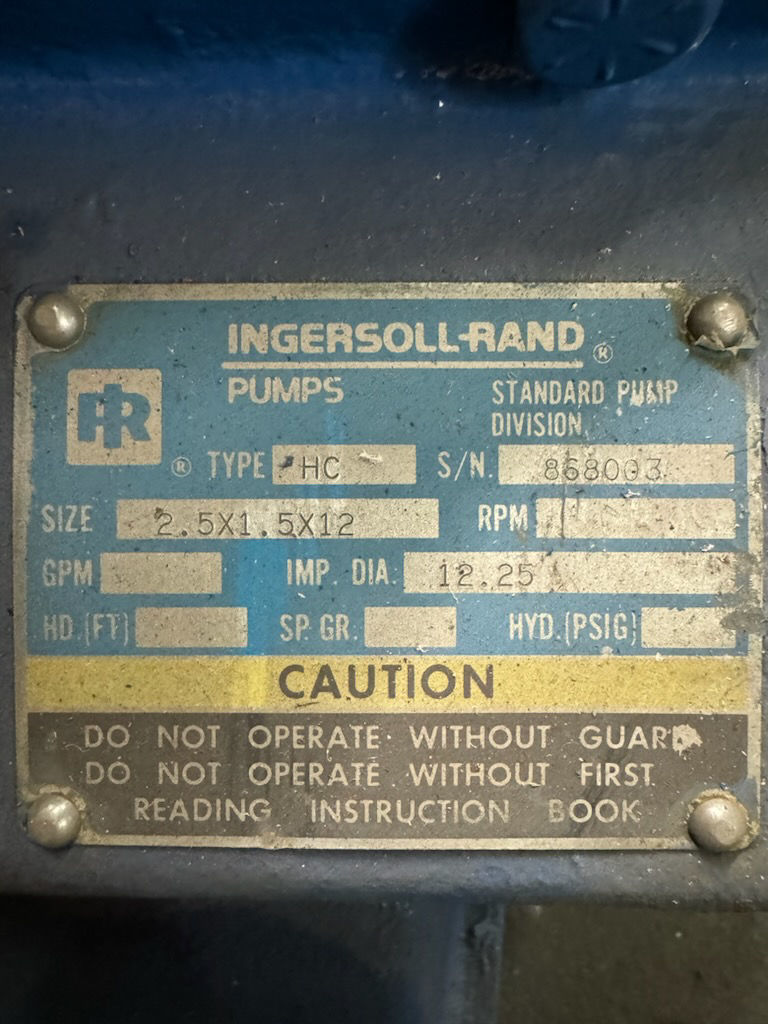 INGERSOLL-RAND ®
PUMPS
STANDARD PUMP
DIVISION
IR ® TYPE HC S/N. 868003
SIZE 2.5X1.5X12 RPM
GPM IMP. DIA. 12.25
HD.(FT) SP. GR. HYD.(PSIG)
CAUTION
DO NOT OPERATE WITHOUT GUARD
DO NOT OPERATE WITHOUT FIRST
READING INSTRUCTION BOOK